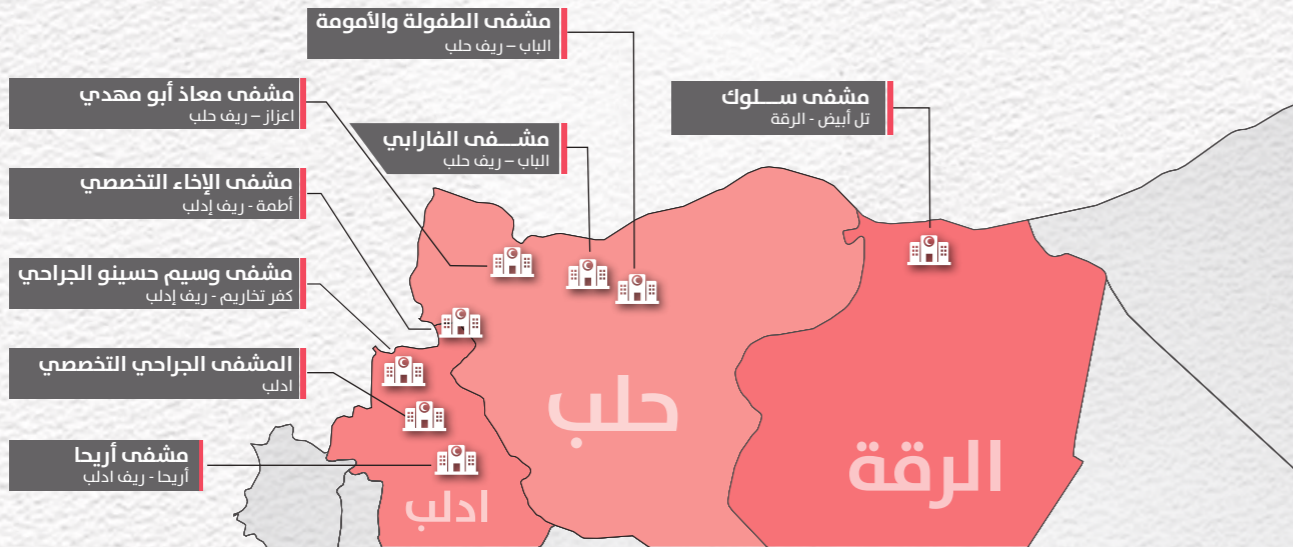 مشفى الطفولة والأمومة
الباب – ريف حلب
مشفى معاذ أبو مهدي
اعزاز – ريف حلب
مشـــفى الفارابي
الباب – ريف حلب
مشفى ســـلوك
تل أبيض - الرقة
مشفى الإخاء التخصصي
أطمة - ريف إدلب
مشفى وسيم حسينو الجراحي
كفر تخاريم - ريف إدلب
المشفى الجراحي التخصصي
ادلب
مشفى أريحا
أريحا - ريف ادلب
حلب
الرقة
ادلب